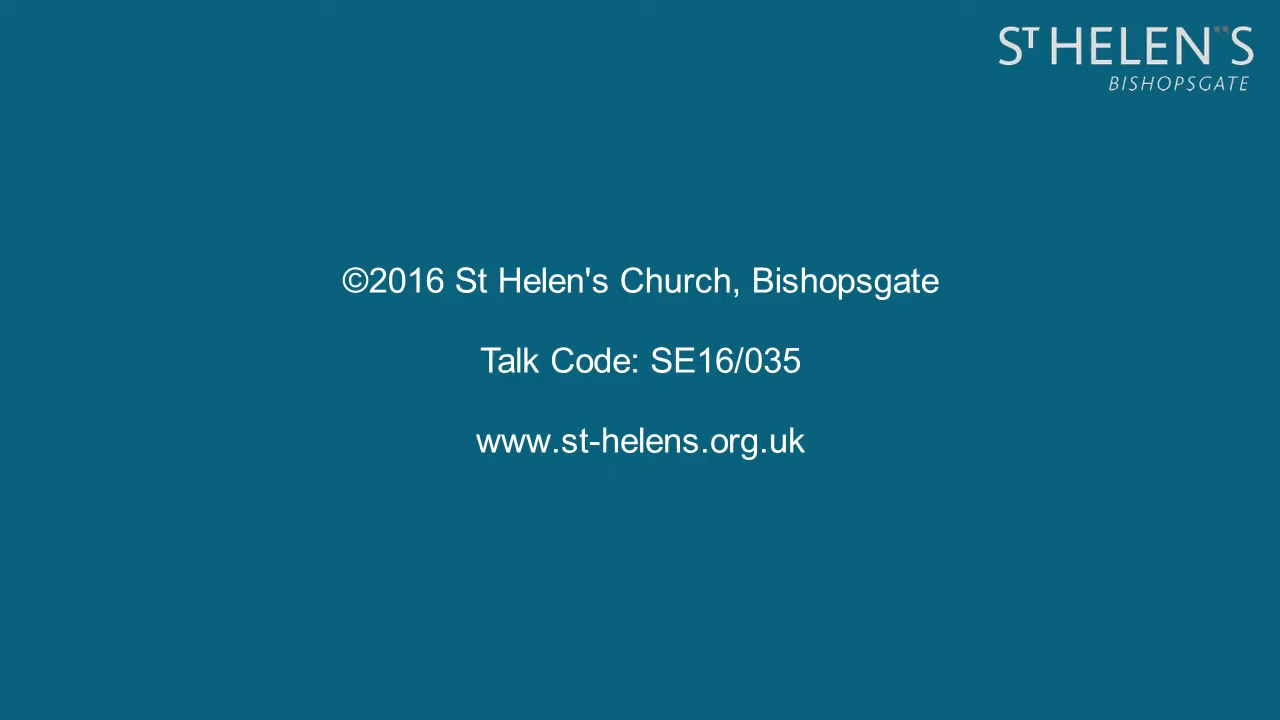 ST HELEN"S
BISHOPSGATE
©2016 St Helen's Church, Bishopsgate
Talk Code: SE16/035
www.st-helens.org.uk